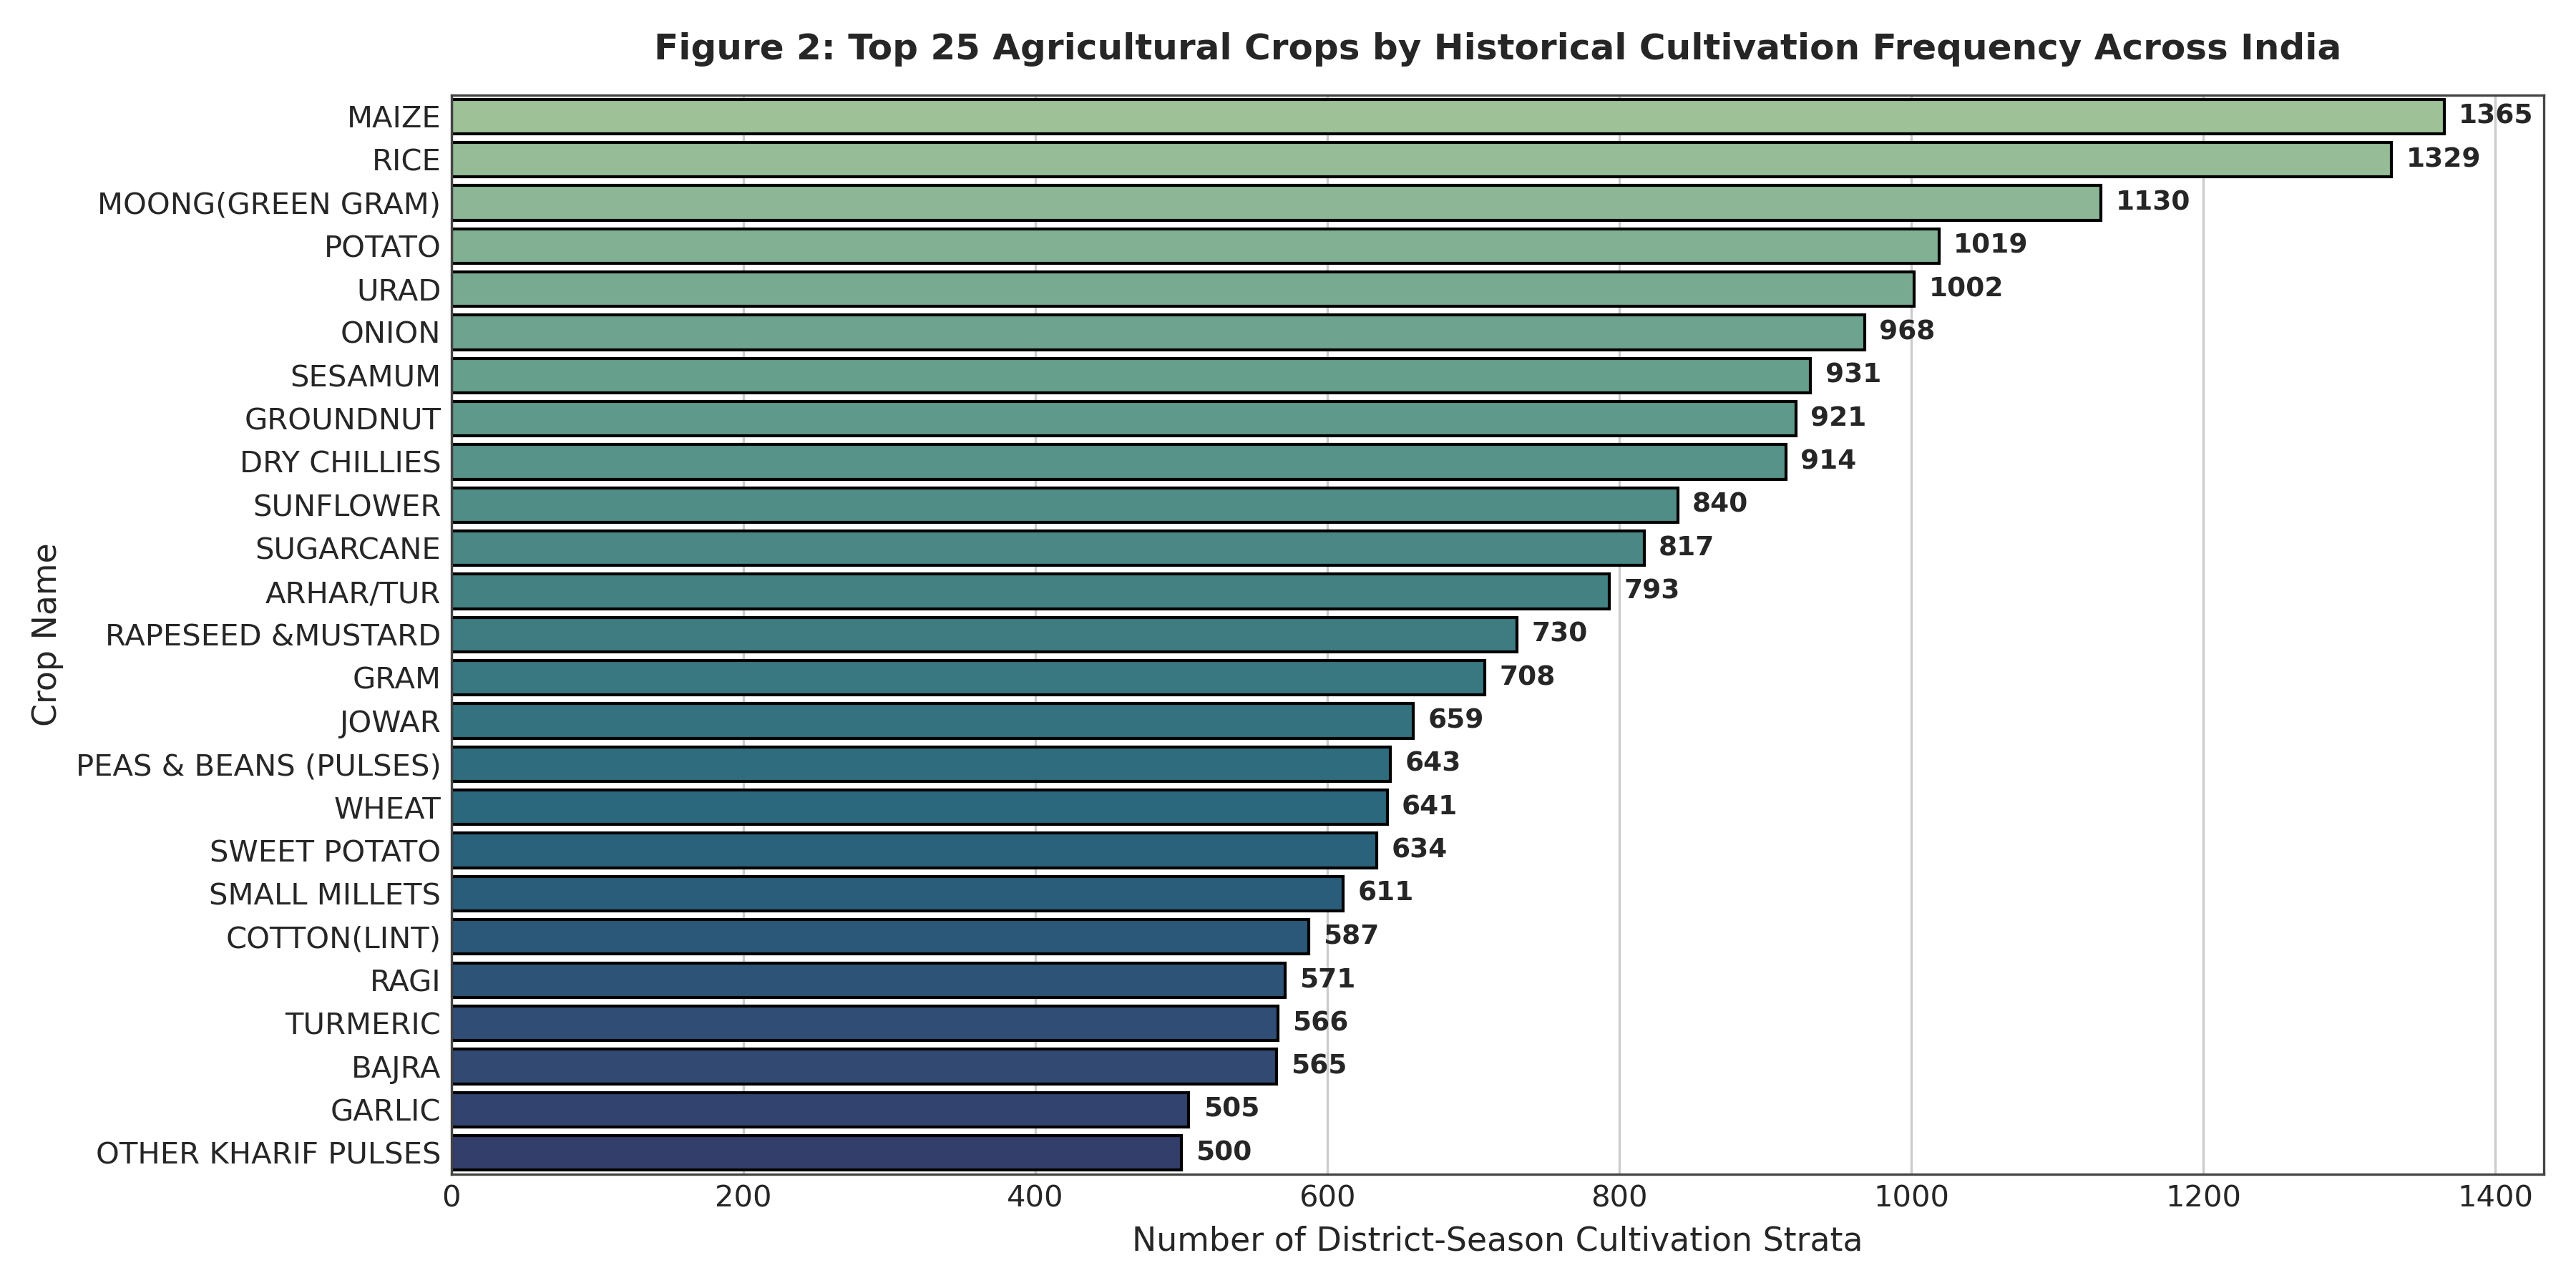 Figure 2: Top 25 Agricultural Crops by Historical Cultivation Frequency Across India
Crop Name
MAIZE 1365
RICE 1329
MOONG(GREEN GRAM) 1130
POTATO 1019
URAD 1002
ONION 968
SESAMUM 931
GROUNDNUT 921
DRY CHILLIES 914
SUNFLOWER 840
SUGARCANE 817
ARHAR/TUR 793
RAPESEED &MUSTARD 730
GRAM 708
JOWAR 659
PEAS & BEANS (PULSES) 643
WHEAT 641
SWEET POTATO 634
SMALL MILLETS 611
COTTON(LINT) 587
RAGI 571
TURMERIC 566
BAJRA 565
GARLIC 505
OTHER KHARIF PULSES 500
0 200 400 600 800 1000 1200 1400
Number of District-Season Cultivation Strata